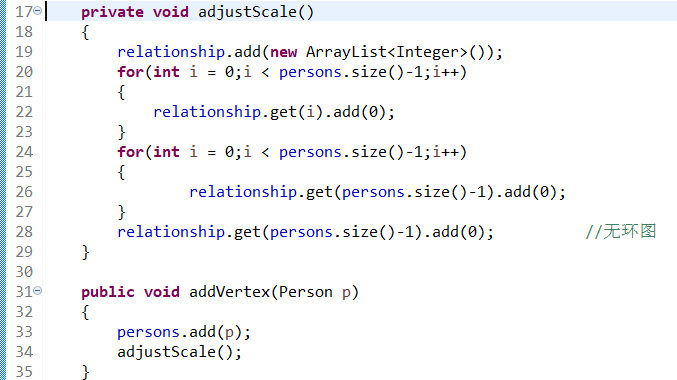 17 private void adjustScale()
18 {
19 relationship.add(new ArrayList<Integer>());
20 for(int i = 0;i < persons.size()-1;i++)
21 {
22 relationship.get(i).add(0);
23 }
24 for(int i = 0;i < persons.size()-1;i++)
25 {
26 relationship.get(persons.size()-1).add(0);
27 }
28 relationship.get(persons.size()-1).add(0); //无环图
29 }
30
31 public void addVertex(Person p)
32 {
33 persons.add(p);
34 adjustScale();
35 }